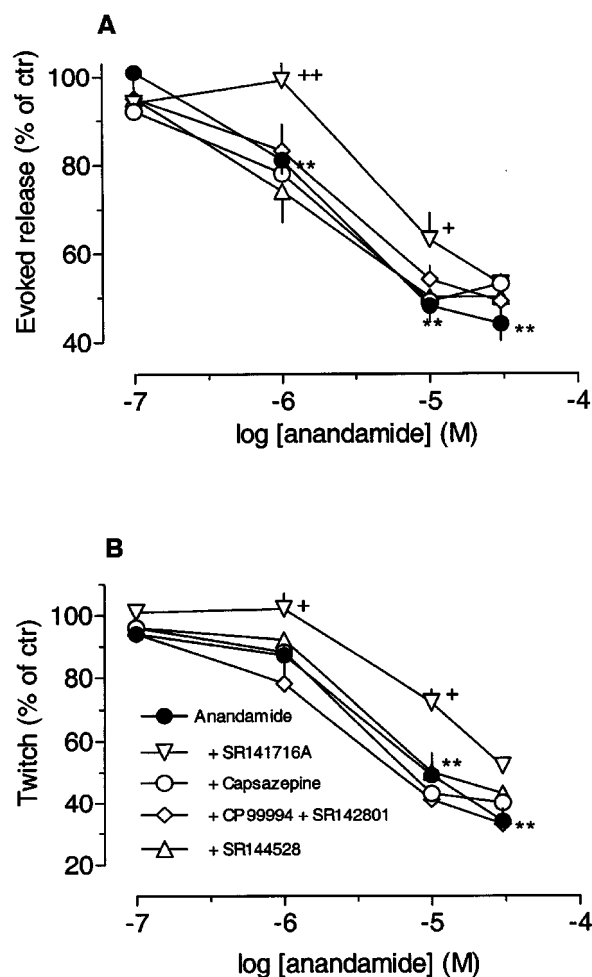 A
Evoked release (% of ctr)
100
80
60
40
++
**
+
**
**
-7
-6
-5
-4
log [anandamide] (M)
B
Twitch (% of ctr)
100
80
60
40
20
+
+
**
**
Anandamide
+ SR141716A
+ Capsazepine
+ CP99994 + SR142801
+ SR144528
-7
-6
-5
-4
log [anandamide] (M)